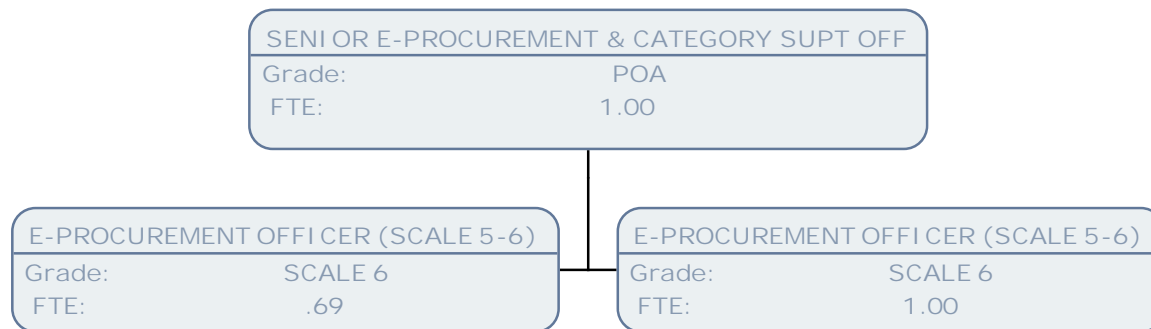 SENIOR E-PROCUREMENT & CATEGORY SUPT OFF
Grade: POA
FTE: 1.00
E-PROCUREMENT OFFICER (SCALE 5-6)
Grade: SCALE 6
FTE: .69
E-PROCUREMENT OFFICER (SCALE 5-6)
Grade: SCALE 6
FTE: 1.00